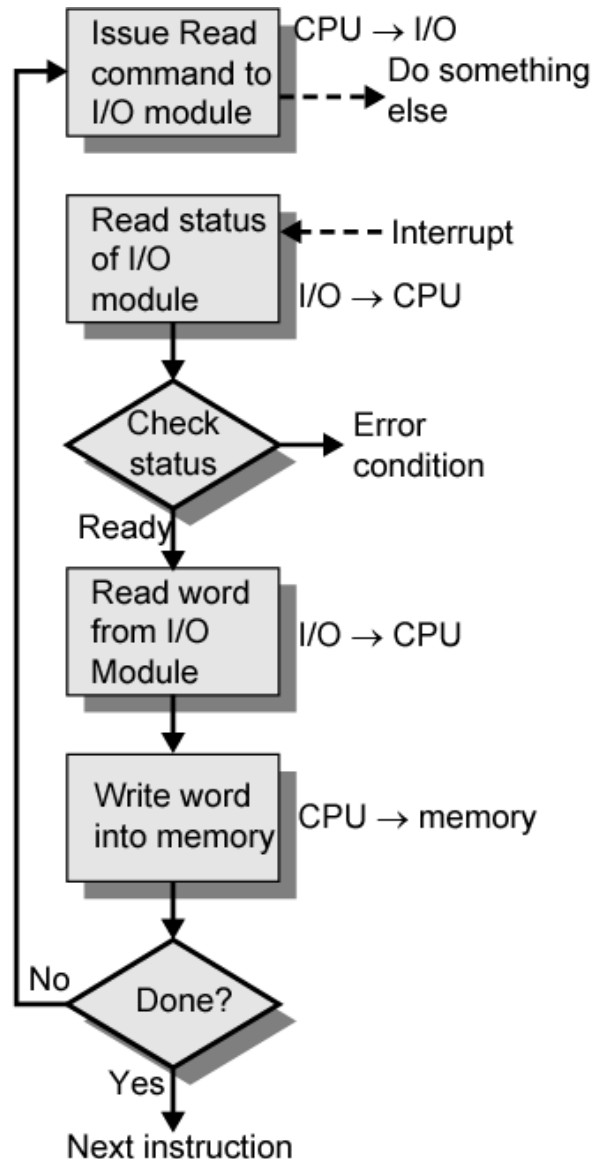 Issue Read
command to
I/O module
CPU → I/O
Do something
else
Read status
of I/O
module
Interrupt
I/O → CPU
Check
status
Error
condition
Ready
Read word
from I/O
Module
I/O → CPU
Write word
into memory
CPU → memory
No
Done?
Yes
Next instruction